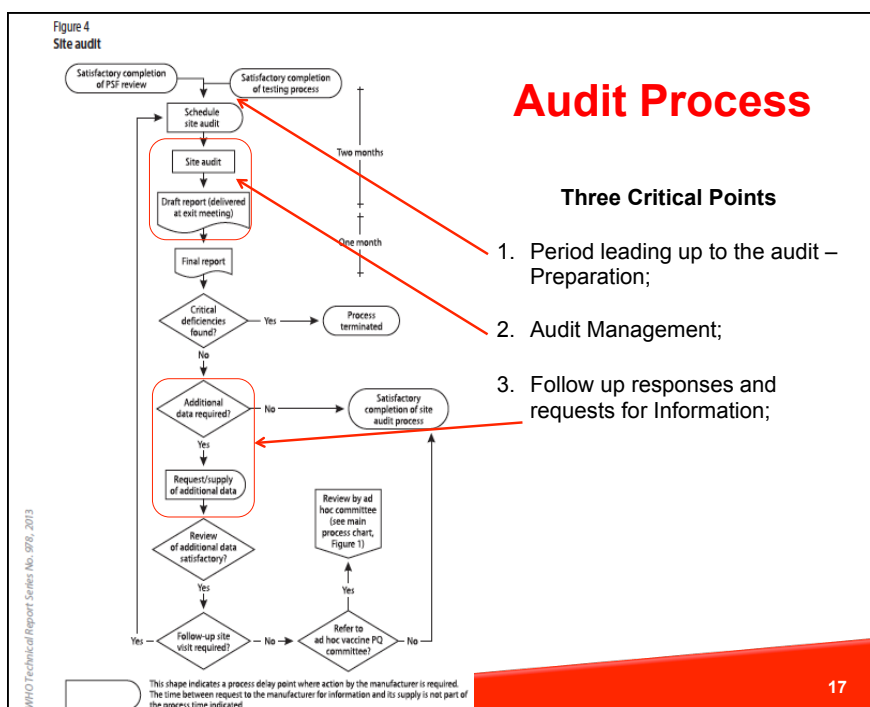 Figure 4
Site audit
Satisfactory completion
of PSF review
Satisfactory completion
of testing process
Schedule
site audit
Site audit
Two months
Draft report (delivered
at exit meeting)
One month
Final report
Critical
deficiencies
found?
Yes
Process
terminated
No
Additional
data required?
No
Satisfactory
completion of site
audit process
Yes
Request/supply
of additional data
Review by ad
hoc committee
(see main
process chart,
Figure 1)
Review
of additional data
satisfactory?
Yes
Yes
Yes
Follow-up site
visit required?
No
Refer to
ad hoc vaccine PQ
committee?
No
This shape indicates a process delay point where action by the manufacturer is required.
The time between request to the manufacturer for information and its supply is not part of
the process time indicated
WHO Technical Report Series No. 978, 2013
Audit Process
Three Critical Points
1. Period leading up to the audit –
Preparation;
2. Audit Management;
3. Follow up responses and
requests for Information;
17